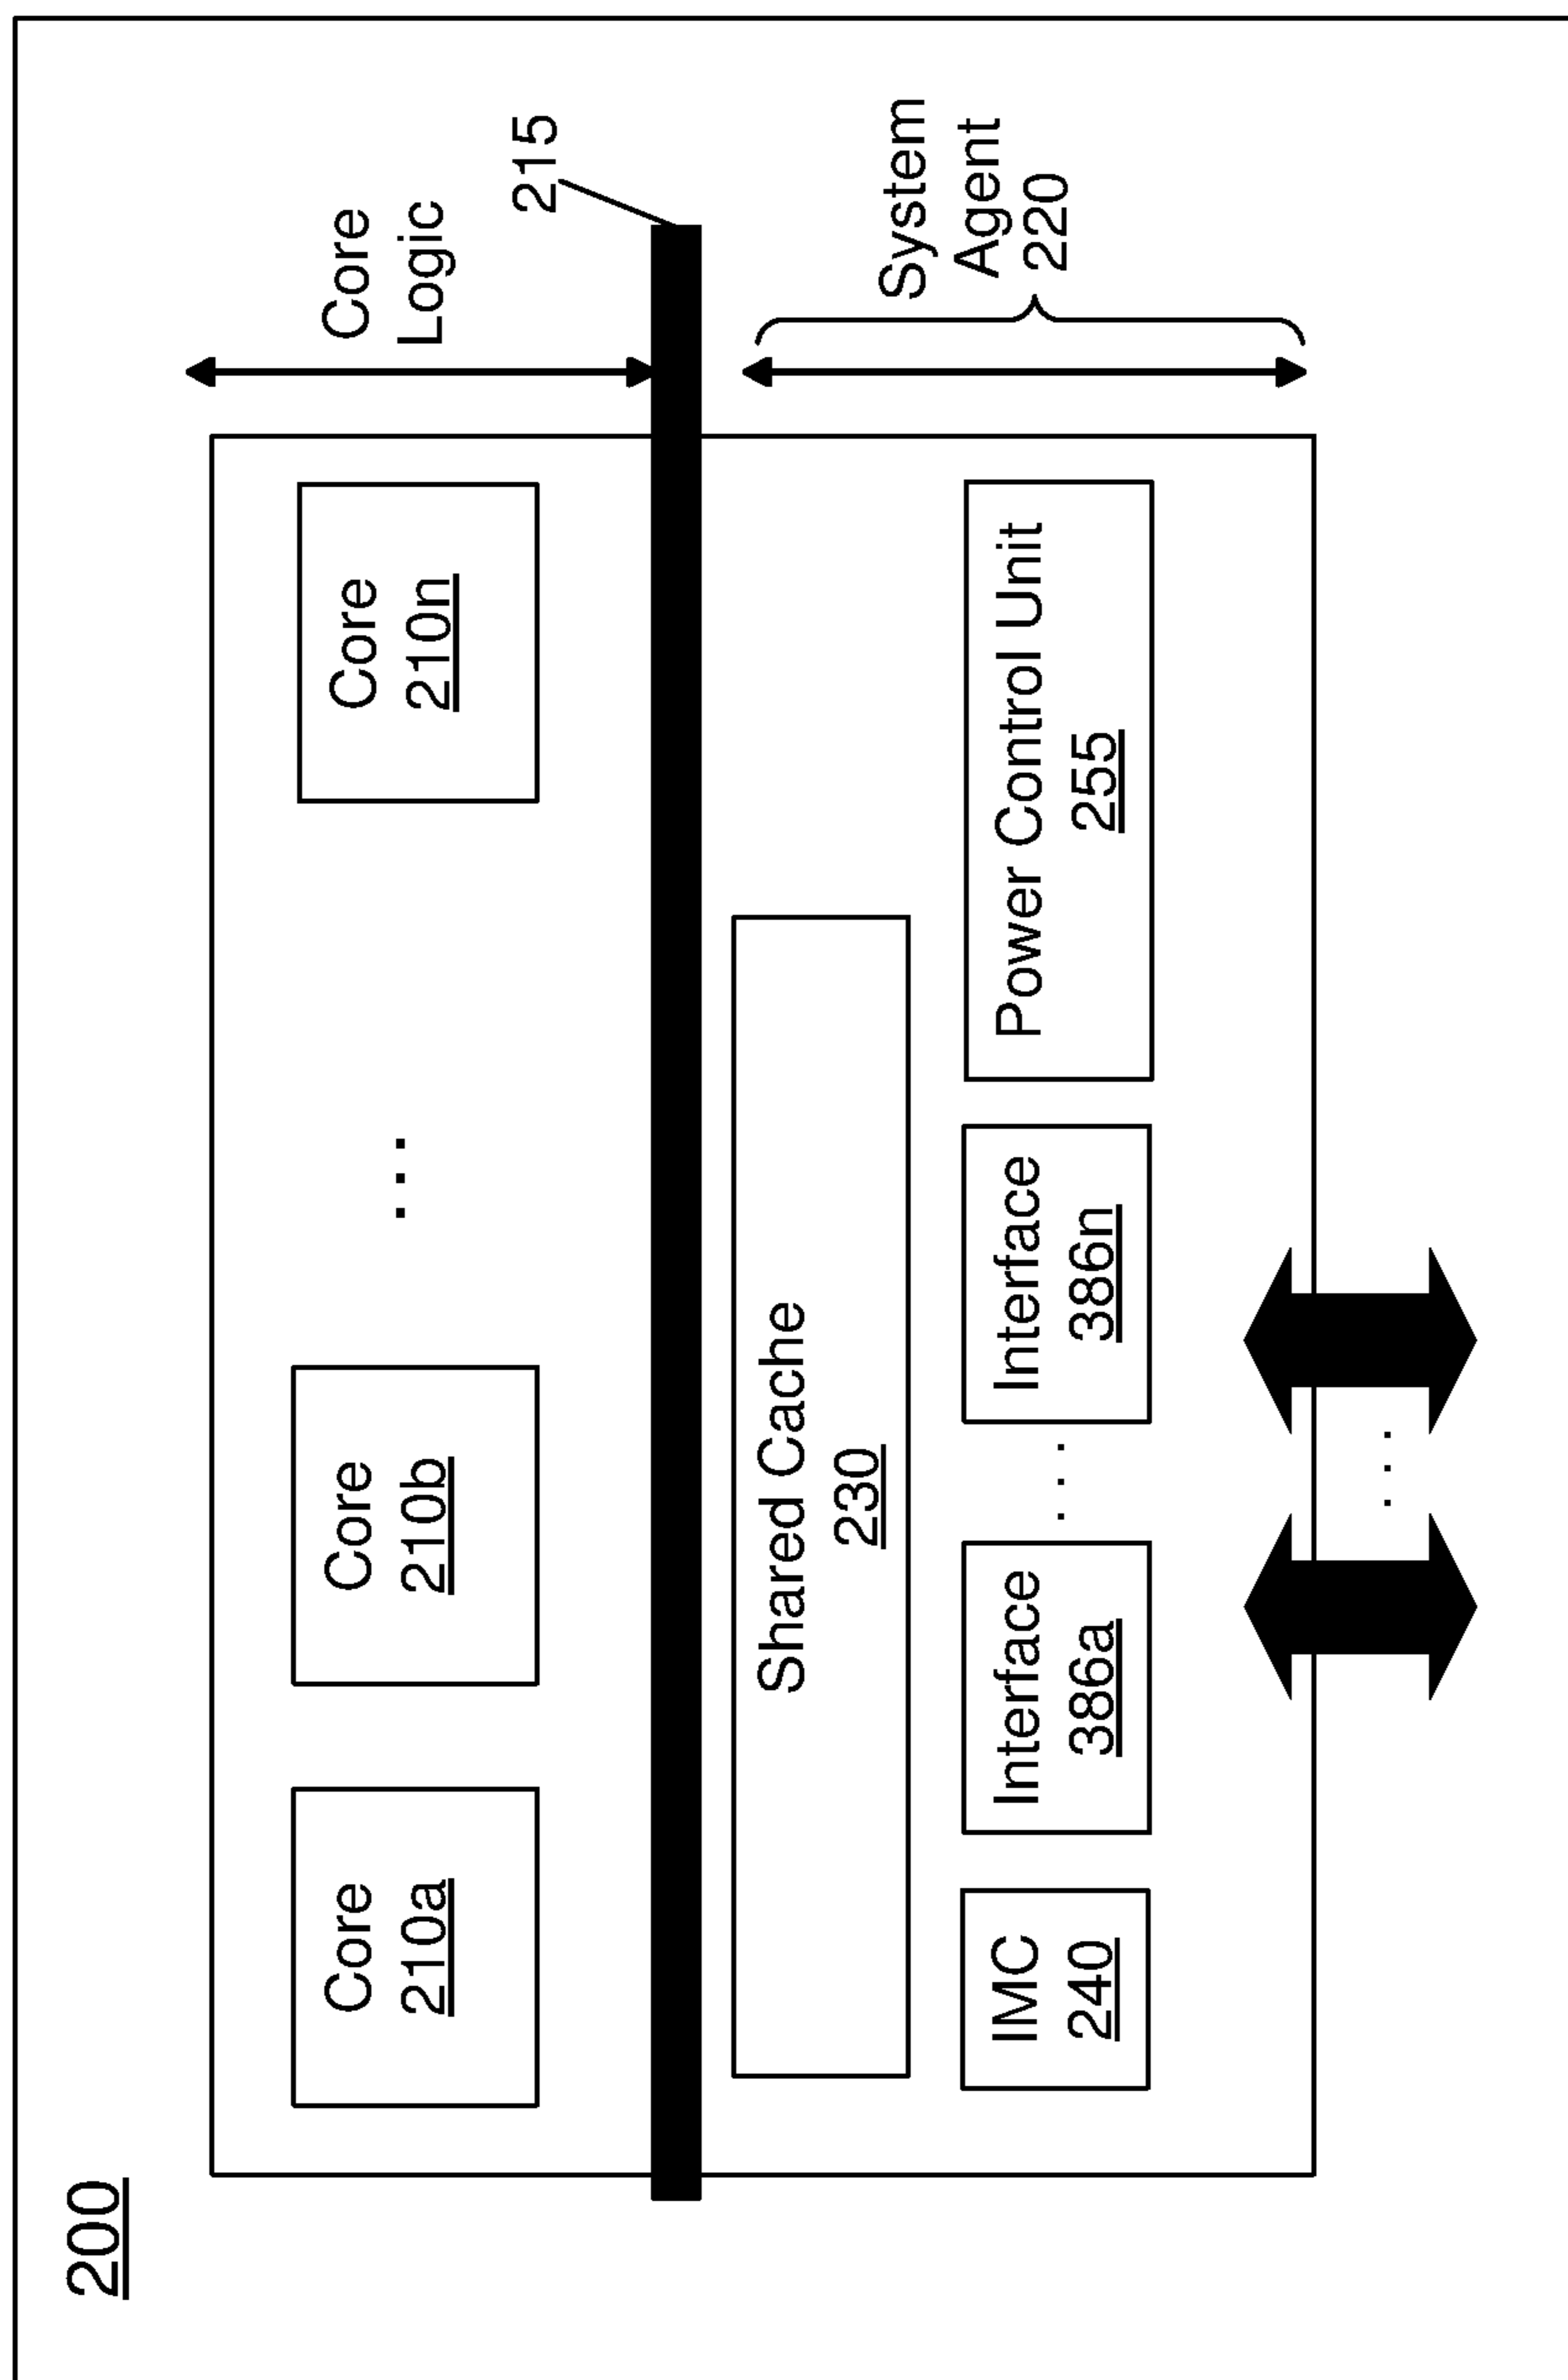 200
Core
210a
Core
210b
. . .
Core
210n
Core
Logic
215
Shared Cache
230
System
Agent
220
IMC
240
Interface
386a
. . .
Interface
386n
Power Control Unit
255
. . .